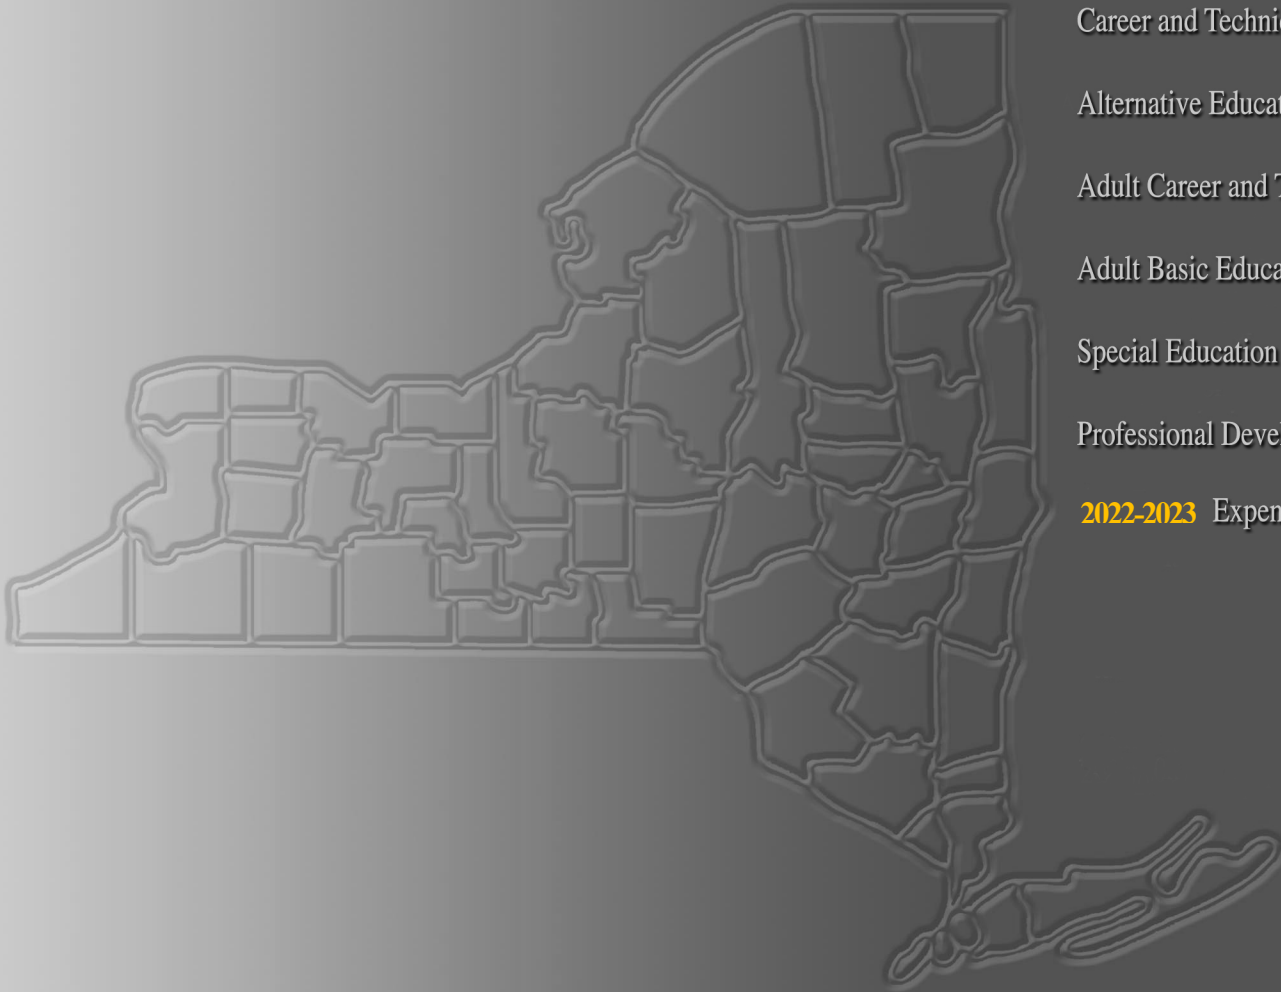 Career and Techni
Alternative Educat
Adult Career and T
Adult Basic Educa
Special Education
Professional Deve
2022-2023 Expen